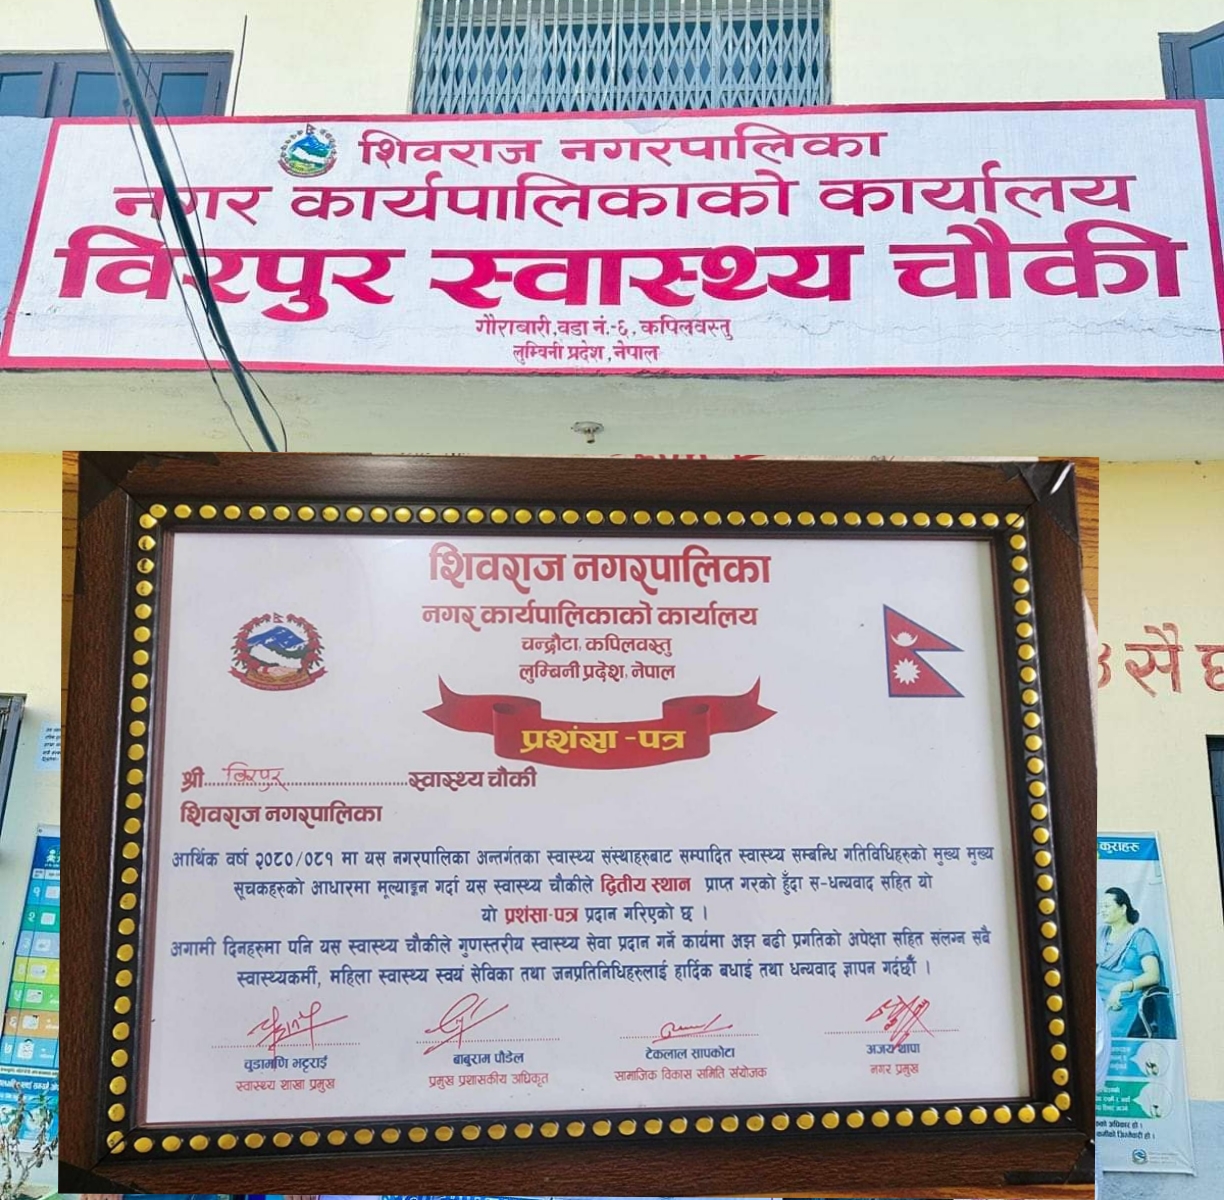 शिवराज नगरपालिका
नगर कार्यपालिकाको कार्यालय
विरपुर स्वास्थ्य चौकी
गौराबारी, वडा नं.-६, कपिलवस्तु
लुम्बिनी प्रदेश, नेपाल
शिवराज नगरपालिका
नगर कार्यपालिकाको कार्यालय
चन्द्रौटा, कपिलवस्तु
लुम्बिनी प्रदेश, नेपाल
प्रशंसा-पत्र
श्री विरपुर स्वास्थ्य चौकी
शिवराज नगरपालिका
आर्थिक वर्ष २०८०/०८१ मा यस नगरपालिका अन्तर्गतका स्वास्थ्य संस्थाहरुबाट सम्पादित स्वास्थ्य सम्बन्धि गतिविधिहरुको मुख्य मुख्य
सूचकहरुको आधारमा मूल्याङ्कन गर्दा यस स्वास्थ्य चौकीले द्वितीय स्थान प्राप्त गरको हुँदा स-धन्यवाद सहित यो
यो प्रशंसा-पत्र प्रदान गरिएको छ ।
अगामी दिनहरुमा पनि यस स्वास्थ्य चौकीले गुणस्तरीय स्वास्थ्य सेवा प्रदान गर्ने कार्यमा अझ बढी प्रगतिको अपेक्षा सहित संलग्न सबै
स्वास्थ्यकर्मी, महिला स्वास्थ्य स्वयं सेविका तथा जनप्रतिनिधिहरुलाई हार्दिक बधाई तथा धन्यवाद ज्ञापन गर्दछौं ।
चुडामणि भट्टराई
स्वास्थ्य शाखा प्रमुख
बाबुराम पौडेल
प्रमुख प्रशासकीय अधिकृत
टेकलाल सापकोटा
सामाजिक विकास समिति संयोजक
अजय थापा
नगर प्रमुख
सै
कुराहरु